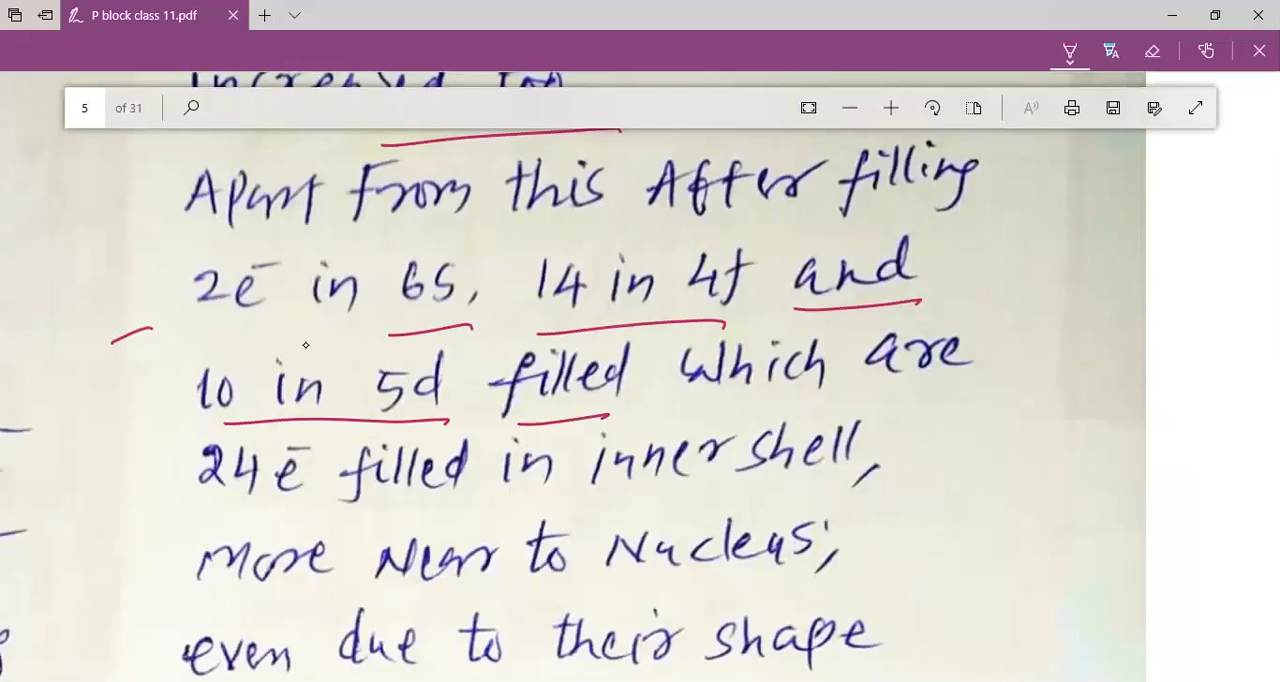 P block class 11.pdf
5 of 31
Increased Too
Apart From this After filling
2ē in 6s, 14 in 4f and
10 in 5d filled which are
24ē filled in inner shell,
More Near to Nucleus;
even due to their shape